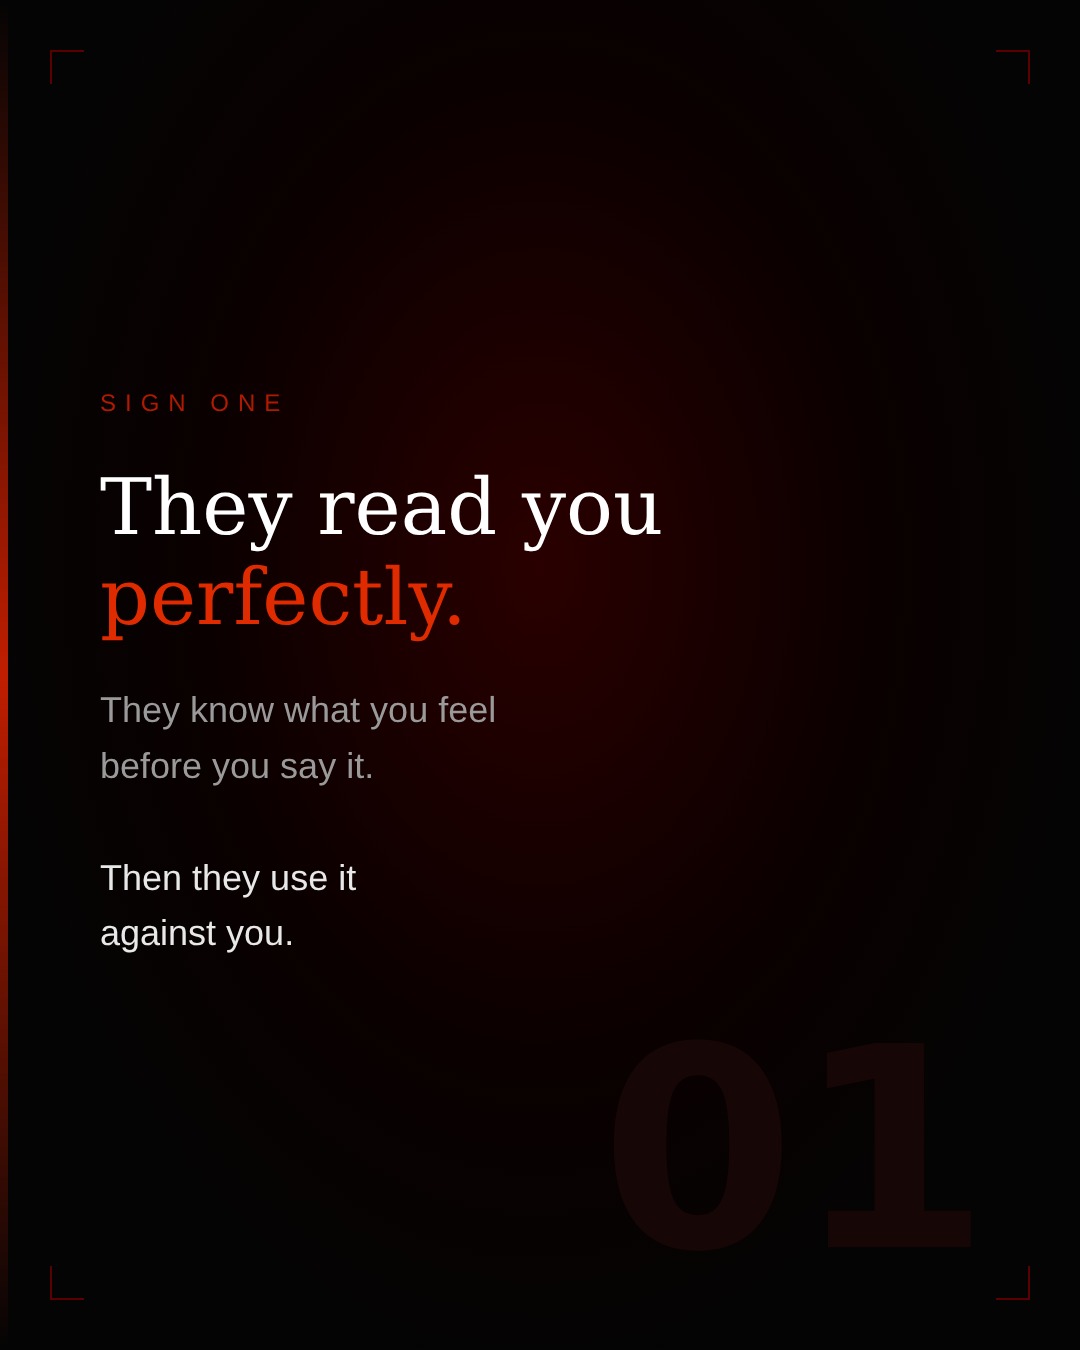 SIGN ONE
They read you
perfectly.
They know what you feel
before you say it.
Then they use it
against you.
01